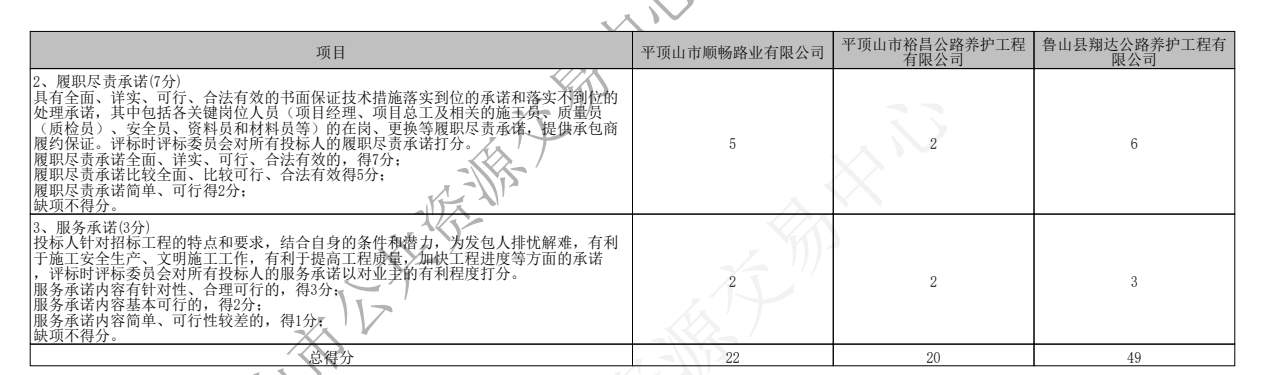 项目
平顶山市顺畅路业有限公司
平顶山市裕昌公路养护工程
有限公司
鲁山县翔达公路养护工程有
限公司
2、履职尽责承诺(7分)
具有全面、详实、可行、合法有效的书面保证技术措施落实到位的承诺和落实不到位的
处理承诺，其中包括各关键岗位人员（项目经理、项目总工及相关的施工员、质量员
（质检员）、安全员、资料员和材料员等）的在岗、更换等履职尽责承诺，提供承包商
履约保证。评标时评标委员会对所有投标人的履职尽责承诺打分。
履职尽责承诺全面、详实、可行、合法有效的，得7分；
履职尽责承诺比较全面、比较可行、合法有效得5分；
履职尽责承诺简单、可行得2分；
缺项不得分。
5
2
6
3、服务承诺(3分)
投标人针对招标工程的特点和要求，结合自身的条件和潜力，为发包人排忧解难，有利
于施工安全生产、文明施工工作，有利于提高工程质量，加快工程进度等方面的承诺
，评标时评标委员会对所有投标人的服务承诺以对业主的有利程度打分。
服务承诺内容有针对性、合理可行的，得3分；
服务承诺内容基本可行的，得2分；
服务承诺内容简单、可行性较差的，得1分；
缺项不得分。
2
2
3
总得分
22
20
49
山市公共资源交易中心
资源交易中心